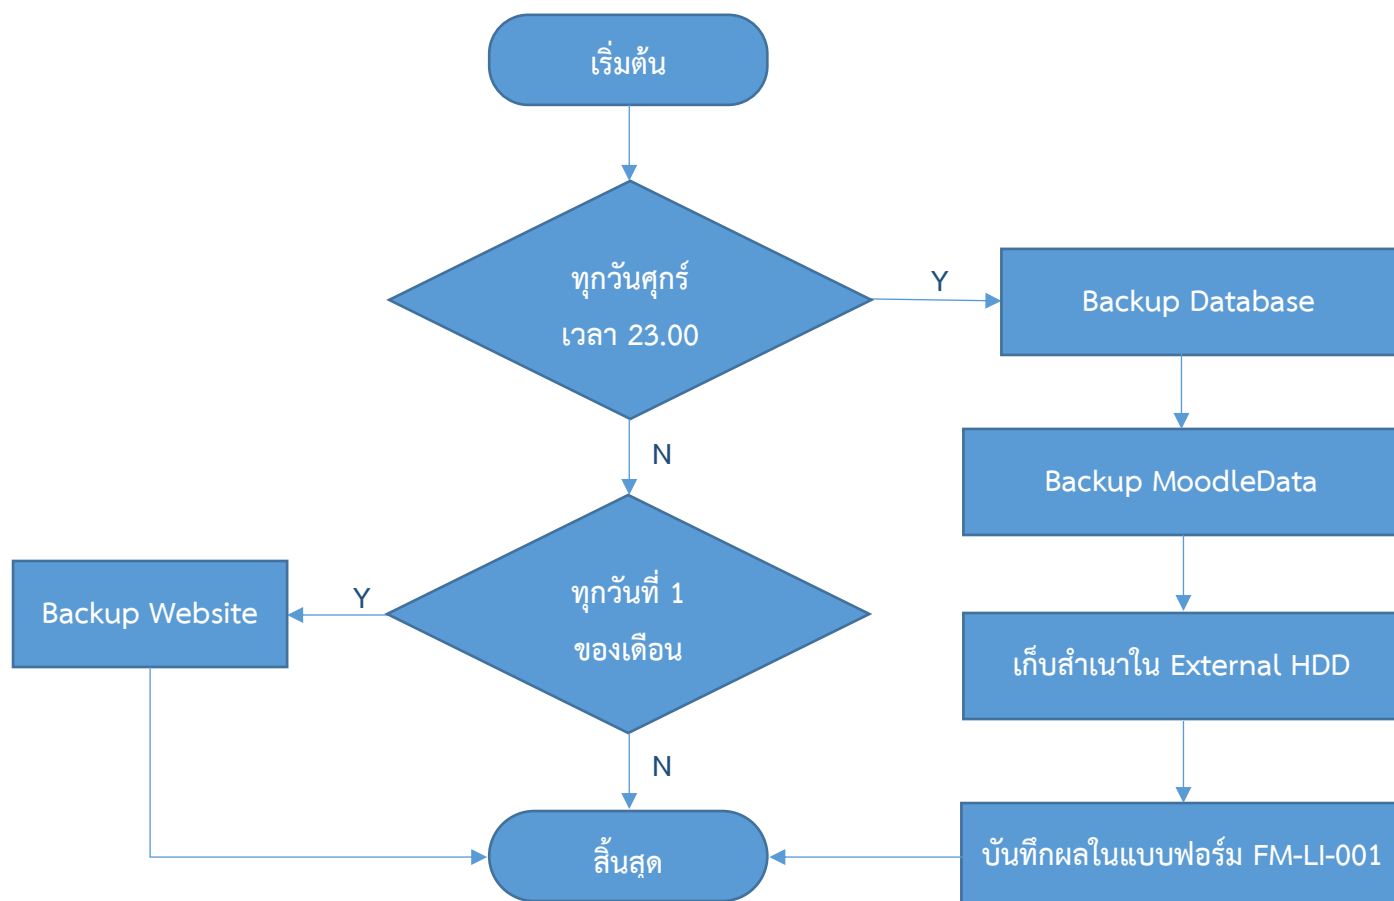 เริ่มต้น
ทุกวันศุกร์
เวลา 23.00
Y
Backup Database
N
Backup MoodleData
ทุกวันที่ 1
ของเดือน
Y
Backup Website
เก็บสำเนาใน External HDD
N
สิ้นสุด
บันทึกผลในแบบฟอร์ม FM-LI-001